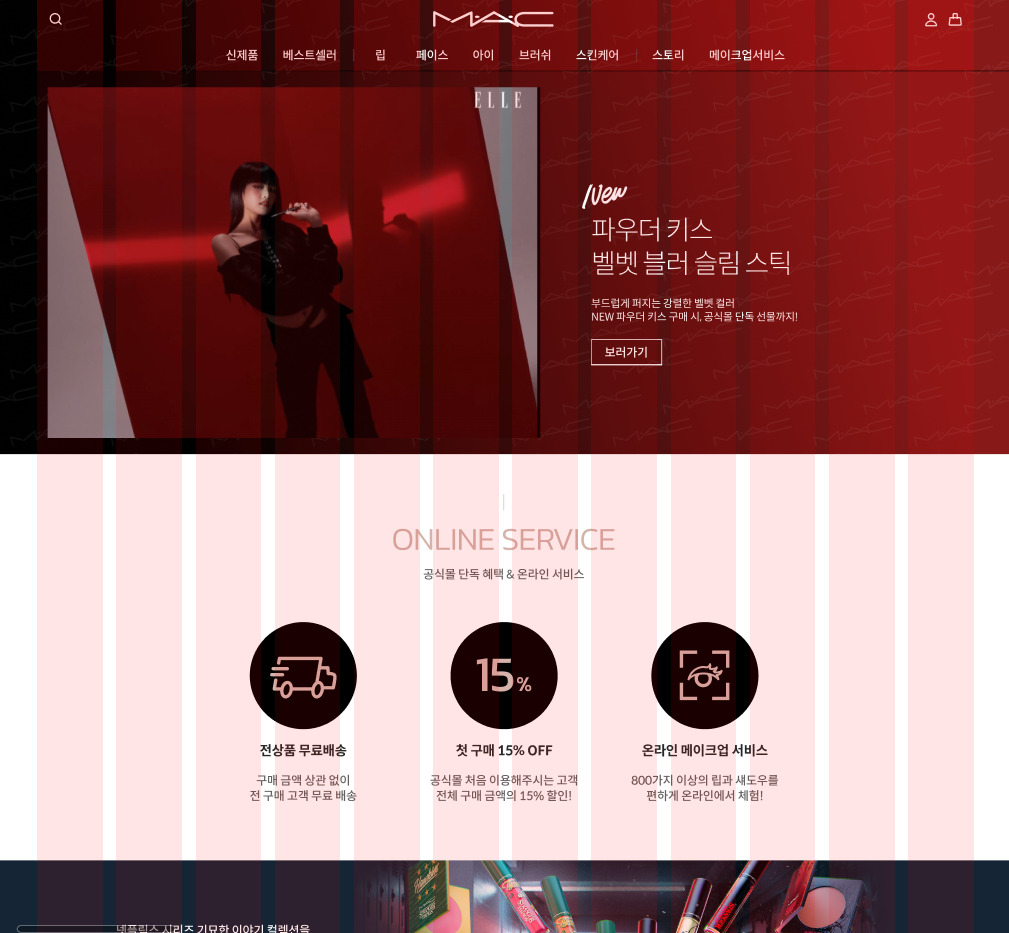 MAC
신제품 베스트셀러 립 페이스 아이 브러쉬 스킨케어 스토리 메이크업서비스
ELLE
New
파우더 키스
벨벳 블러 슬림 스틱
부드럽게 퍼지는 강렬한 벨벳 컬러
NEW 파우더 키스 구매 시, 공식몰 단독 선물까지!
보러가기
ONLINE SERVICE
공식몰 단독 혜택 & 온라인 서비스
15%
전상품 무료배송
구매 금액 상관 없이
전 구매 고객 무료 배송
첫 구매 15% OFF
공식몰 처음 이용해주시는 고객
전체 구매 금액의 15% 할인!
온라인 메이크업 서비스
800가지 이상의 립과 섀도우를
편하게 온라인에서 체험!
넷플릭스 시리즈 기묘한 이야기 컬렉션을